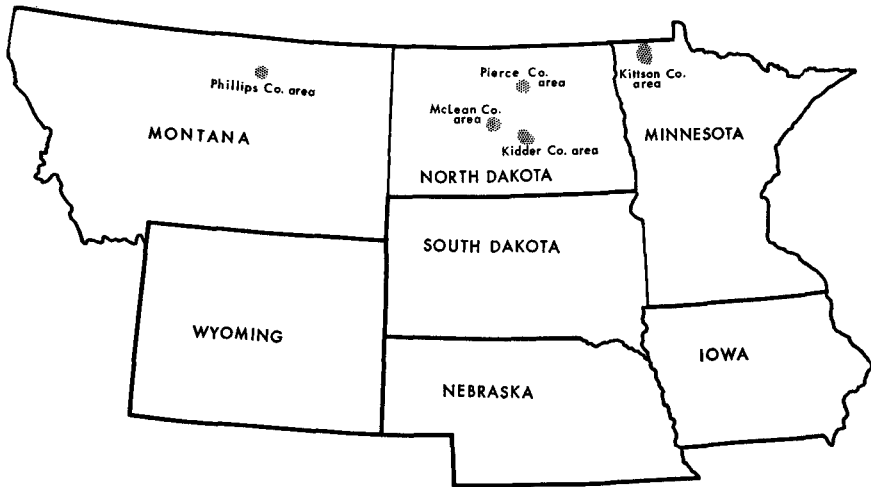 Phillips Co. area
Pierce Co.
area
Kittson Co.
area
McLean Co.
area
Kidder Co. area
MONTANA
MINNESOTA
NORTH DAKOTA
SOUTH DAKOTA
WYOMING
IOWA
NEBRASKA